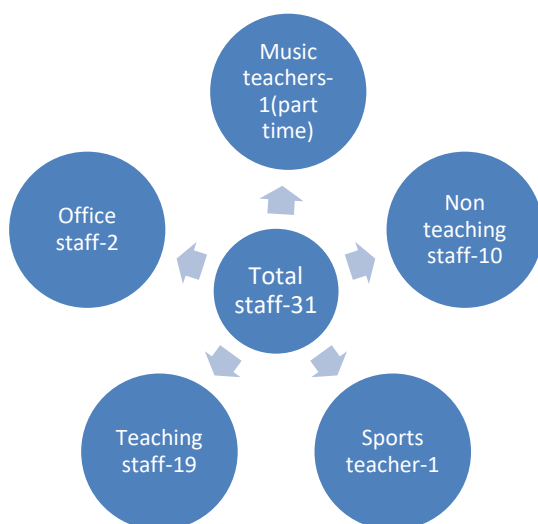 Music
teachers-
1(part
time)
Office
staff-2
Non
teaching
staff-10
Total
staff-31
Teaching
staff-19
Sports
teacher-1